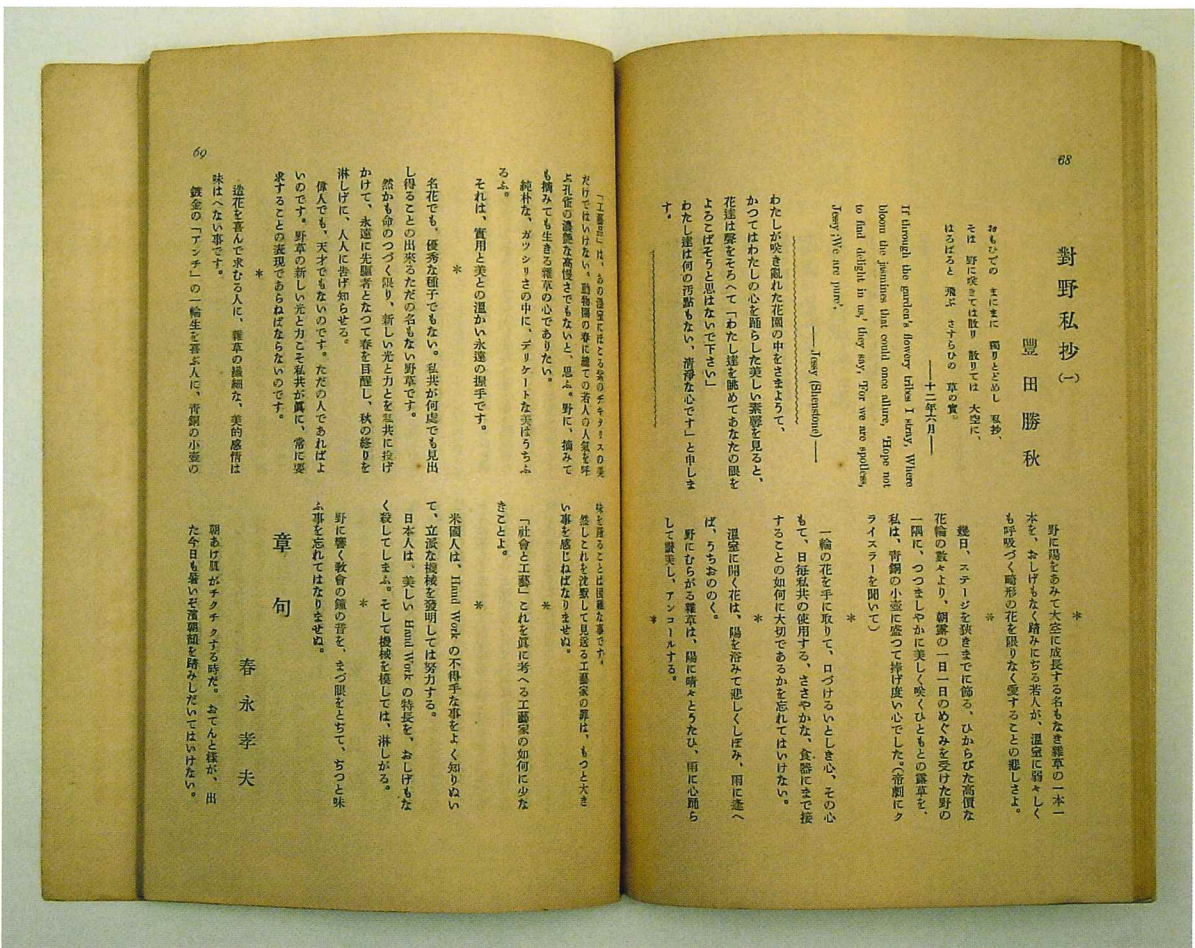 68
對野私抄(一)
豐田勝秋
おもひでの まにまに 獨りとどめし 私抄、
そは 野に咲きては散り 散りては 大空に、
はろばろと 飛ぶ さすらひの 草の實。
——十二年六月——
If through the garden's flowery tribes I stray, Where
bloom the jasmines that could once allure, 'Hope not
to find delight in us,' they say, 'For we are spotless,
Jessy ;We are pure'.
—— Jessy (Shenstone) ——
わたしが咲き亂れた花園の中をさまようて、
かつてはわたしの心を踊らした美しい素馨を見ると、
花達は聲をそろへて「わたし達を眺めてあなたの眼を
よろこばそうと思はないで下さい」
わたし達は何の汚點もない、清淨な心です」と申しま
す。
*
野に陽をあみて大空に成長する名もなき雜草の一本一
本を、おしげもなく踏みにぢる若人が、溫室に弱々しく
も呼吸づく畸形の花を限りなく愛することの悲しさよ。
*
幾日、ステージを狹きまでに飾る、ひからびた高價な
花輪の數々より、朝露の一日一日のめぐみを受けた野の
一隅に、つつましやかに美しく咲くひともとの露草を、
私は、靑銅の小壺に盛つて捧げ度い心でした。(帝劇にク
ライスラーを聞いて)
*
一輪の花を手に取りて、口づけるいとしき心、その心
もて、日每私共の使用する、ささやかな、食器にまで接
することの如何に大切であるかを忘れてはいけない。
*
溫室に開く花は、陽を浴みて悲しくしぼみ、雨に逢へ
ば、うちおののく。
野にむらがる雜草は、陽に晴々とうたひ、雨に心踊ら
して讚美し、アンコールする。
*
69
「工藝品」は、あの溫室にほこる紫のヂキタリスの美
だけではいけない。動物園の春に纏ての若人の人氣を呼
ぶ孔雀の濃艷な高慢さでもないと、思ふ。野に、摘みて
も摘みても生きる雜草の心でありたい。
純朴な、ガツシリさの中に、デリケートな美はうちふ
るふ。
それは、實用と美との溫かい永遠の握手です。
*
名花でも、優秀な種子でもない。私共が何處でも見出
し得ることの出來るただの名もない野草です。
然かも命のつづく限り、新しい光と力とを私共に投げ
かけて、永遠に先驅者となつて春を目醒し、秋の終りを
淋しげに、人人に告げ知らせる。
偉人でも、天才でもないのです。ただの人であればよ
いのです。野草の新しい光と力こそ私共が眞に、常に要
求することの表現であらねばならないのです。
*
造花を喜んで求むる人に、雜草の纖細な、美的感情は
味はへない事です。
鍍金の「アンチ」の一輪生を喜ぶ人に、靑銅の小壺の
味を語ることは困難な事です。
然しこれを沈默して見送る工藝家の罪は、もつと大き
い事を感じねばなりませぬ。
*
「社會と工藝」これを眞に考へる工藝家の如何に少な
きことよ。
*
米國人は、Hand Work の不得手な事をよく知りぬい
て、立派な機械を發明しては努力する。
日本人は、美しい Hand Work の特長を、おしげもな
く殺してしまふ。そして機械を模しては、淋しがる。
*
野に響く敎會の鐘の音を、まづ眼をとぢて、ぢつと味
ふ事を忘れてはなりませぬ。
章句
春永孝夫
朝あけ肌がチクチクする時だ。おてんと樣が、出
た今日も暑いぞ濱朝顏を踏みしだいてはいけない。